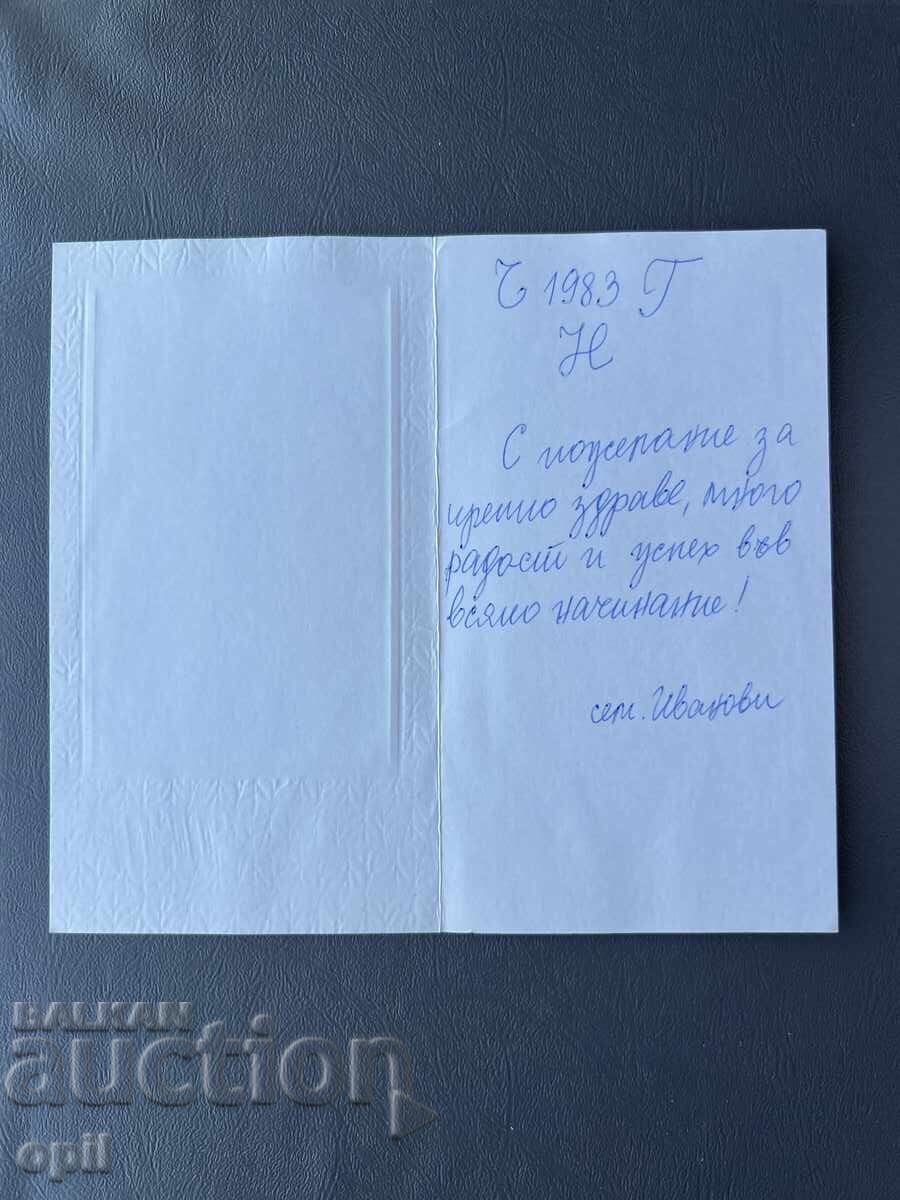 Ч 1983 Г
Н
С пожелание за
крепко здраве, много
радост и успех във
всяко начинание!
сем. Иванови
BALKAN
auction
opil